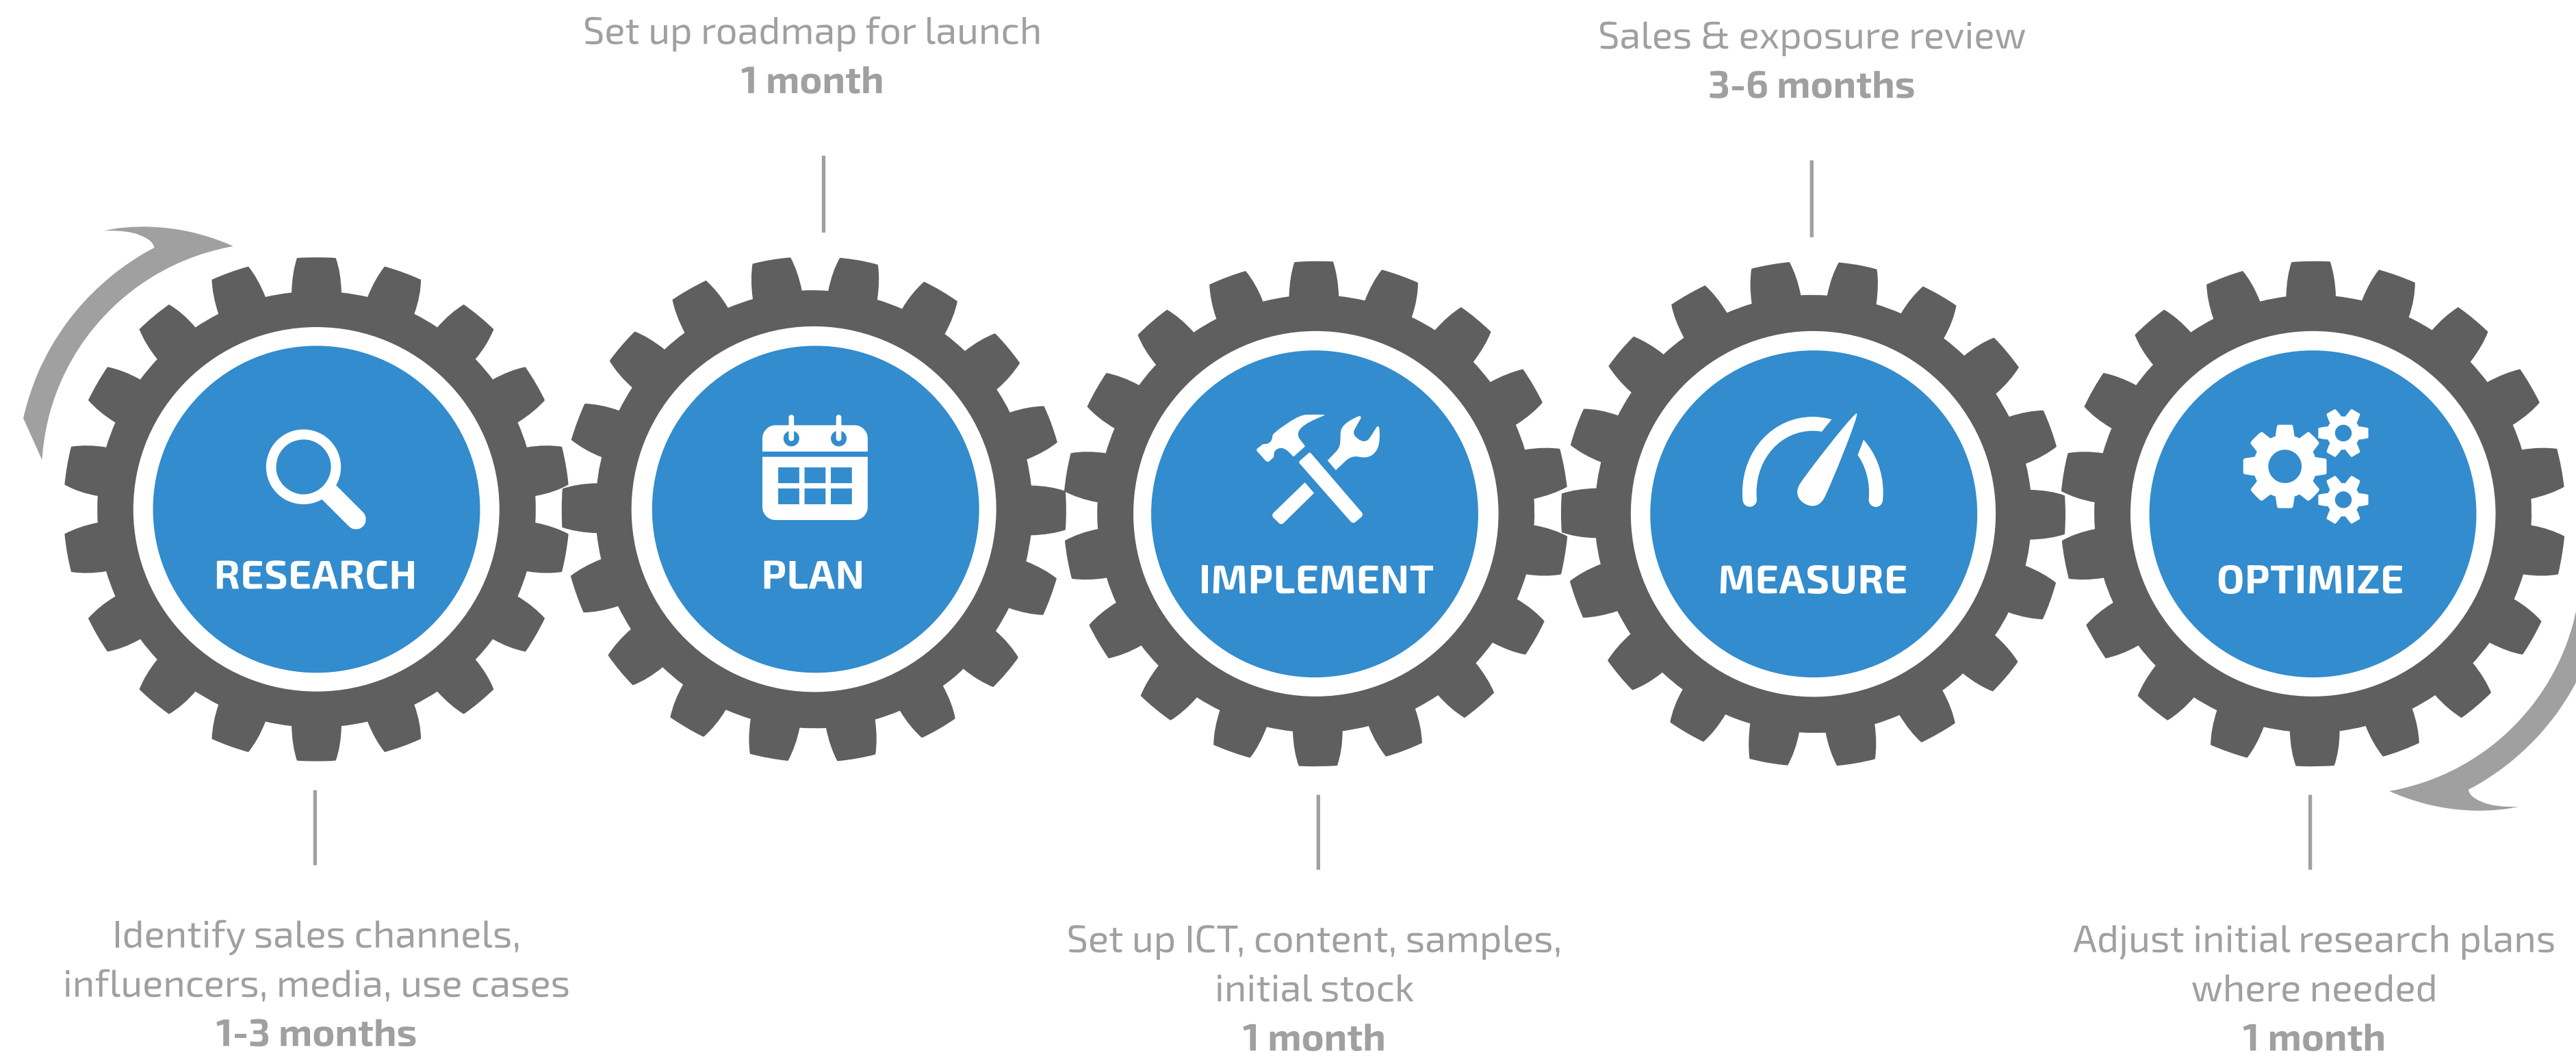 Set up roadmap for launch
1 month
Sales & exposure review
3-6 months
RESEARCH
PLAN
IMPLEMENT
MEASURE
OPTIMIZE
Identify sales channels,
influencers, media, use cases
1-3 months
Set up ICT, content, samples,
initial stock
1 month
Adjust initial research plans
where needed
1 month